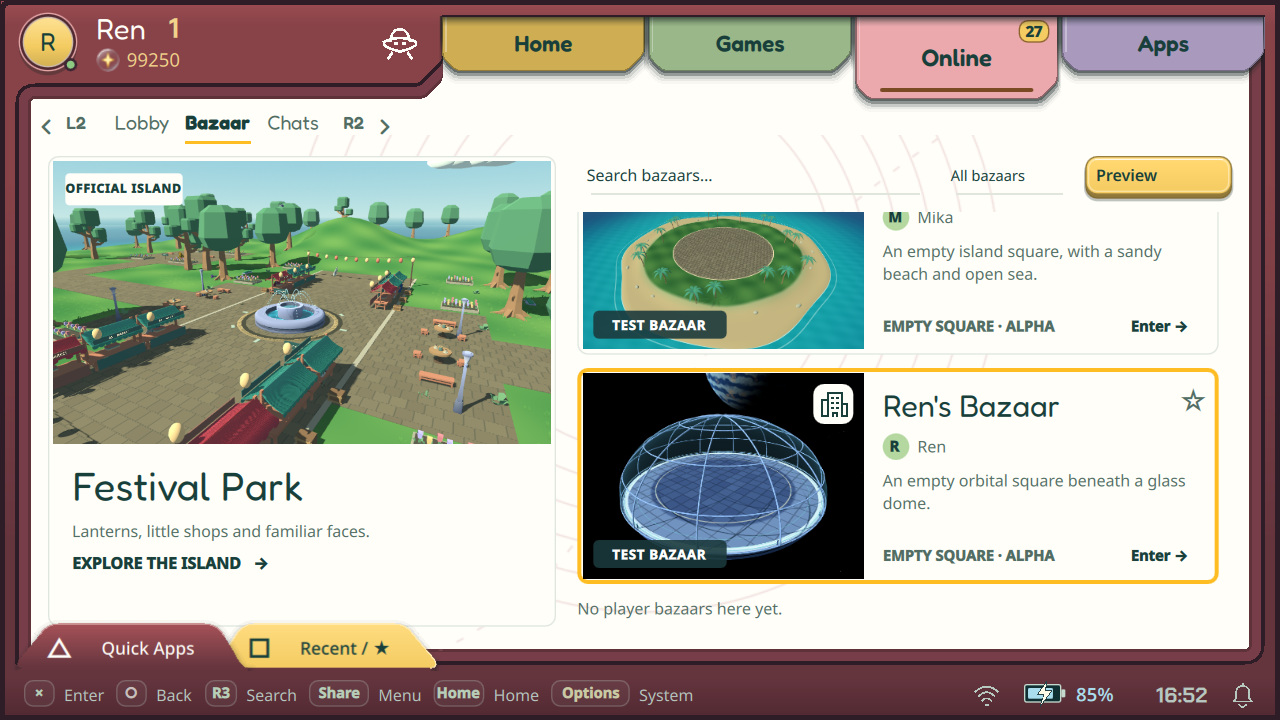 R
Ren 1
99250
Home
Games
Online
27
Apps
L2
Lobby
Bazaar
Chats
R2
OFFICIAL ISLAND
Festival Park
Lanterns, little shops and familiar faces.
EXPLORE THE ISLAND →
Search bazaars...
All bazaars
Preview
M Mika
An empty island square, with a sandy
beach and open sea.
TEST BAZAAR
EMPTY SQUARE · ALPHA
Enter →
Ren's Bazaar
R Ren
An empty orbital square beneath a glass
dome.
TEST BAZAAR
EMPTY SQUARE · ALPHA
Enter →
No player bazaars here yet.
Quick Apps
Recent / ★
× Enter
O Back
R3 Search
Share Menu
Home Home
Options System
85%
16:52